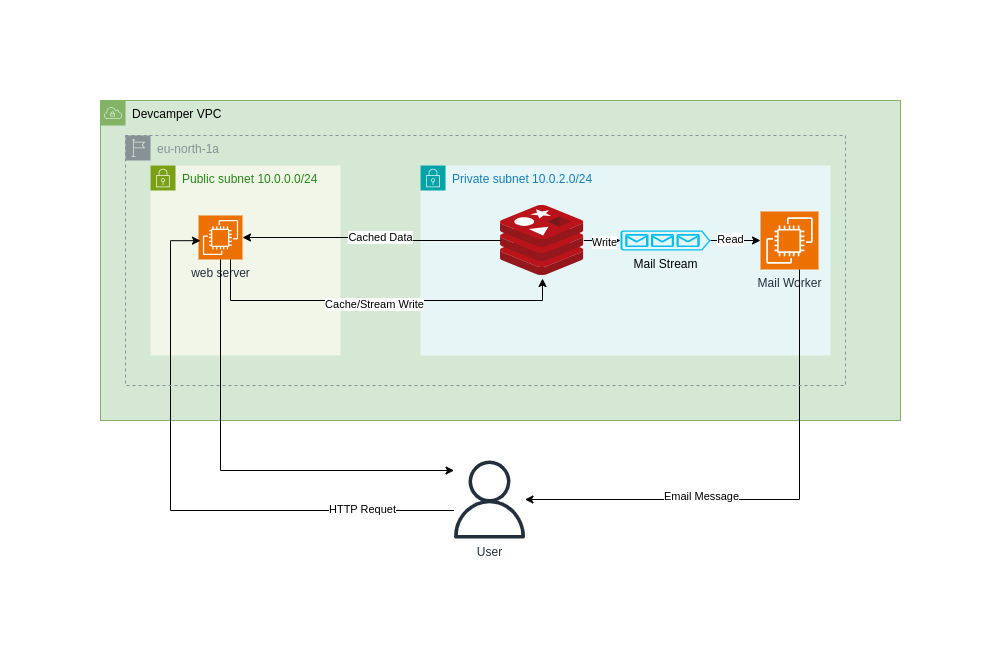 Devcamper VPC
eu-north-1a
Public subnet 10.0.0.0/24
Private subnet 10.0.2.0/24
Cached Data
Write
Read
Mail Stream
web server
Mail Worker
Cache/Stream Write
Email Message
HTTP Requet
User